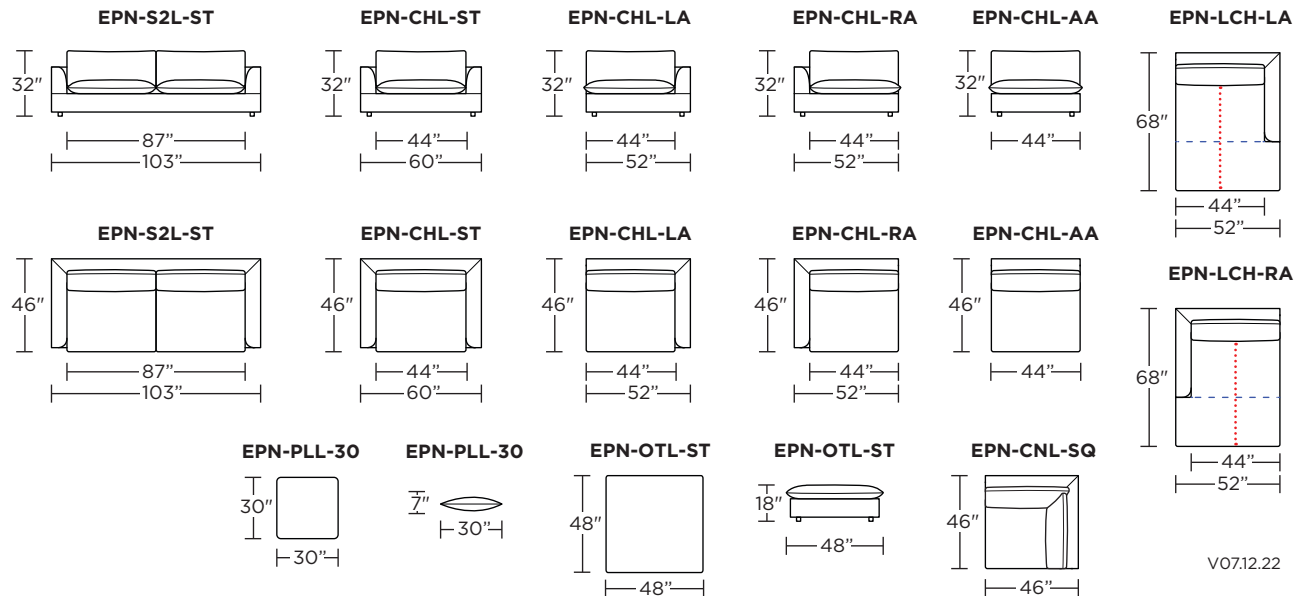 EPN-S2L-ST
32"
87”
103”
EPN-CHL-ST
32"
44”
60”
EPN-CHL-LA
32"
44”
52”
EPN-CHL-RA
32"
44”
52”
EPN-CHL-AA
32"
44”
EPN-LCH-LA
68"
44”
52”
EPN-S2L-ST
46"
87”
103”
EPN-CHL-ST
46"
44”
60”
EPN-CHL-LA
46"
44”
52”
EPN-CHL-RA
46"
44”
52”
EPN-CHL-AA
46"
44”
EPN-LCH-RA
68"
44”
52”
EPN-PLL-30
30"
30”
EPN-PLL-30
7"
30”
EPN-OTL-ST
48"
48”
EPN-OTL-ST
18"
48”
EPN-CNL-SQ
46"
46”
V07.12.22